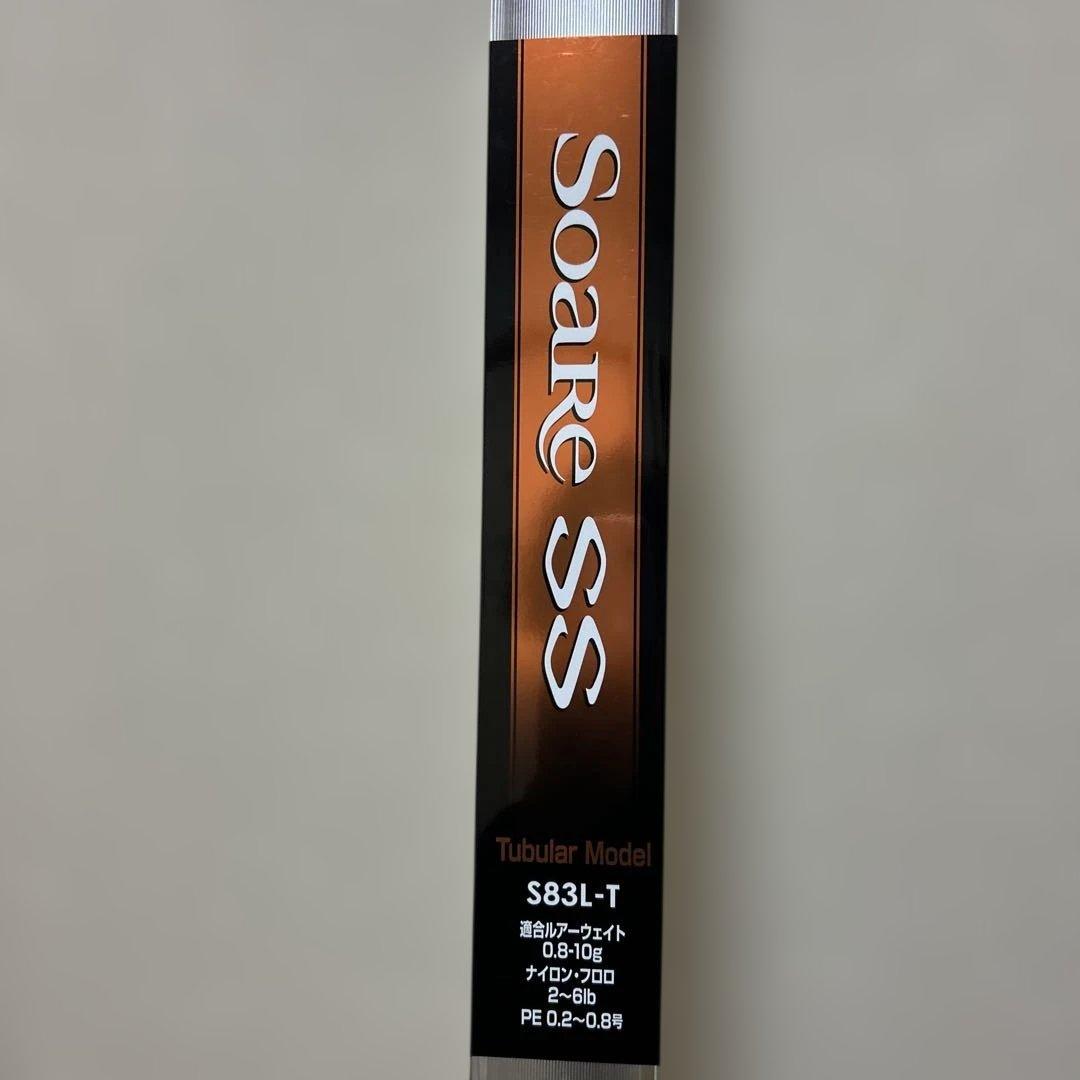 Soare SS
Tubular Model
S83L-T
適合ルアーウェイト
0.8-10g
ナイロン・フロロ
2〜6lb
PE 0.2〜0.8号